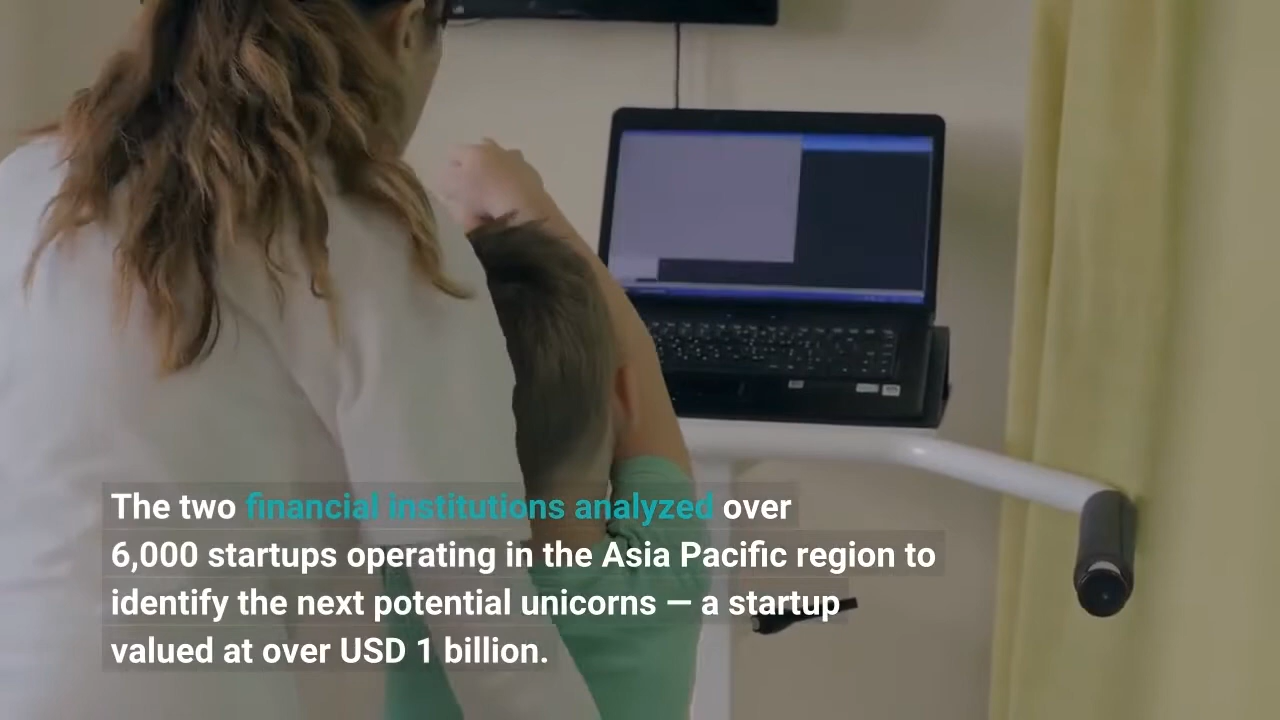 The two financial institutions analyzed over
6,000 startups operating in the Asia Pacific region to
identify the next potential unicorns — a startup
valued at over USD 1 billion.